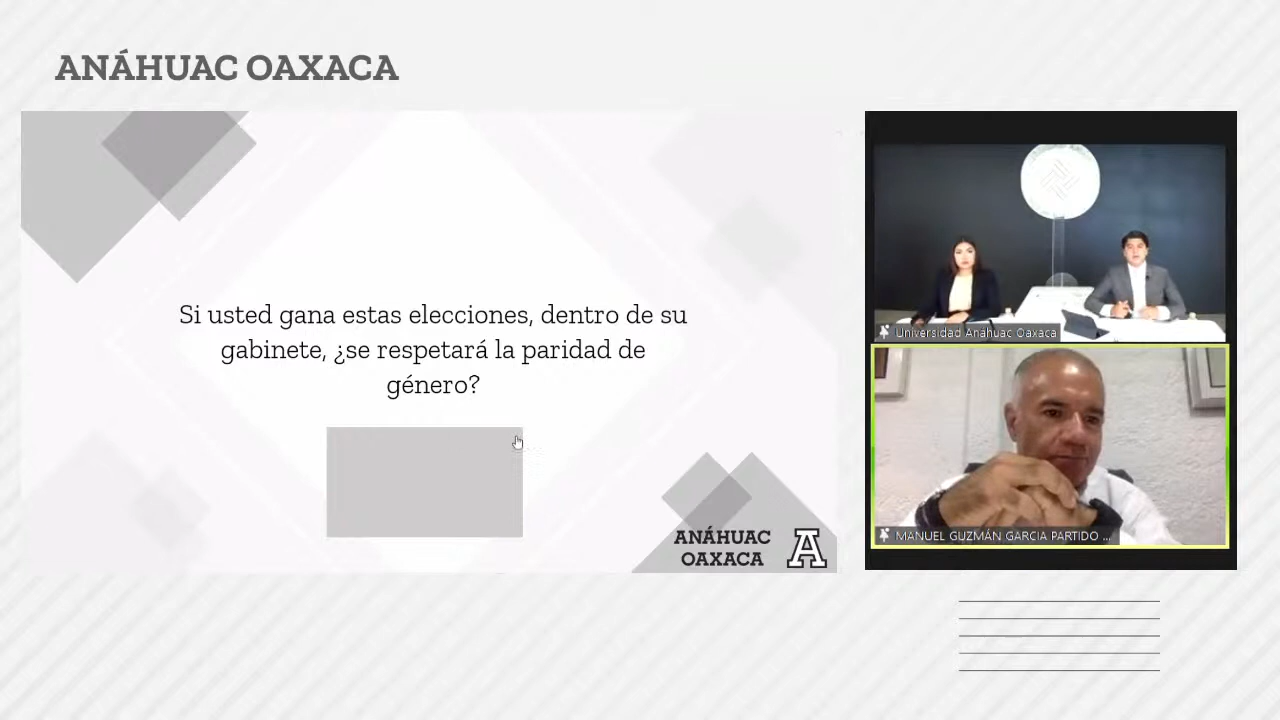 ANÁHUAC OAXACA
Si usted gana estas elecciones, dentro de su
gabinete, ¿se respetará la paridad de
género?
ANÁHUAC
OAXACA
A
Universidad Anáhuac Oaxaca
MANUEL GUZMÁN GARCIA PARTIDO ...